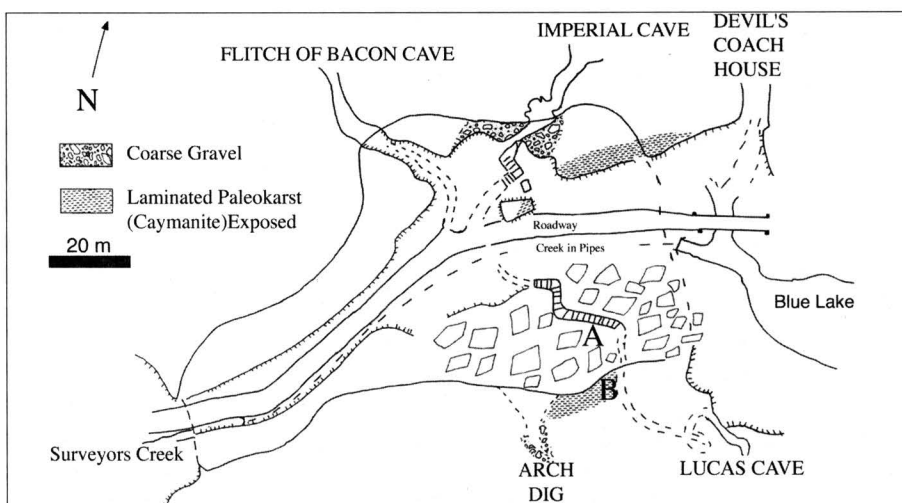 DEVIL'S
COACH
HOUSE
IMPERIAL CAVE
FLITCH OF BACON CAVE
N
Coarse Gravel
Laminated Paleokarst
(Caymanite)Exposed
20 m
Roadway
Creek in Pipes
Blue Lake
A
B
Surveyors Creek
ARCH
DIG
LUCAS CAVE